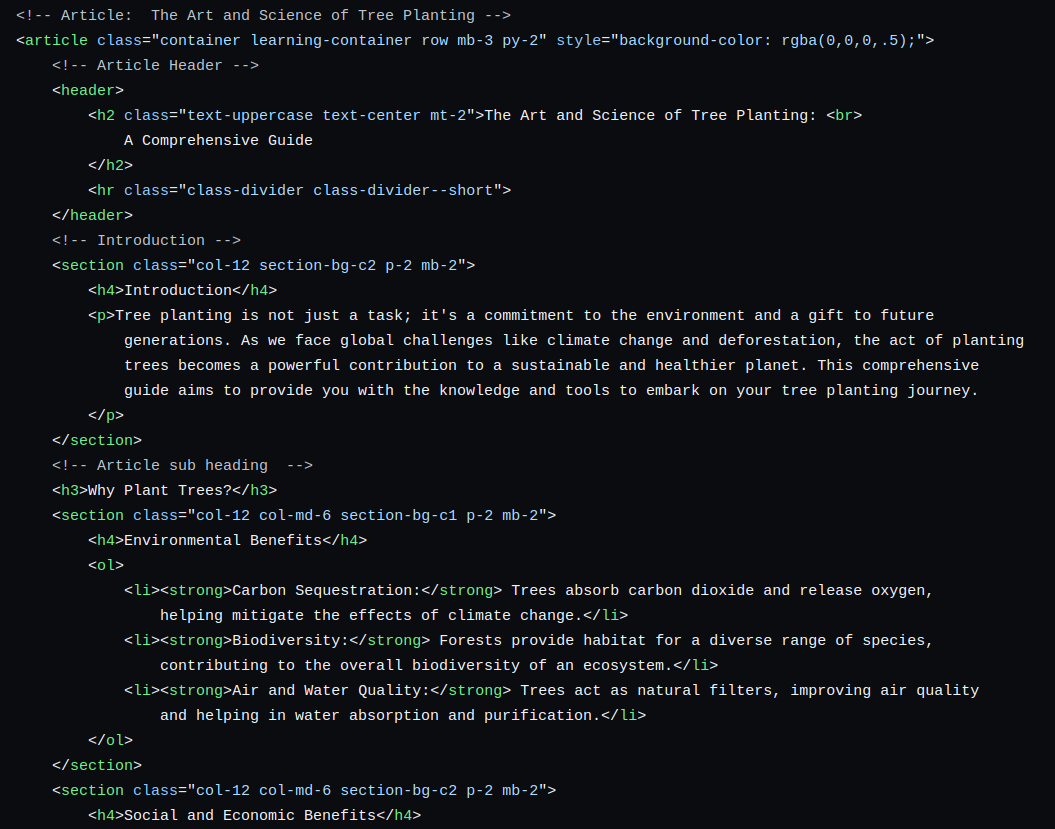 <!-- Article:  The Art and Science of Tree Planting -->
<article class="container learning-container row mb-3 py-2" style="background-color: rgba(0,0,0,.5);">
    <!-- Article Header -->
    <header>
        <h2 class="text-uppercase text-center mt-2">The Art and Science of Tree Planting: <br>
            A Comprehensive Guide
        </h2>
        <hr class="class-divider class-divider--short">
    </header>
    <!-- Introduction -->
    <section class="col-12 section-bg-c2 p-2 mb-2">
        <h4>Introduction</h4>
        <p>Tree planting is not just a task; it's a commitment to the environment and a gift to future
            generations. As we face global challenges like climate change and deforestation, the act of planting
            trees becomes a powerful contribution to a sustainable and healthier planet. This comprehensive
            guide aims to provide you with the knowledge and tools to embark on your tree planting journey.
        </p>
    </section>
    <!-- Article sub heading  -->
    <h3>Why Plant Trees?</h3>
    <section class="col-12 col-md-6 section-bg-c1 p-2 mb-2">
        <h4>Environmental Benefits</h4>
        <ol>
            <li><strong>Carbon Sequestration:</strong> Trees absorb carbon dioxide and release oxygen,
                helping mitigate the effects of climate change.</li>
            <li><strong>Biodiversity:</strong> Forests provide habitat for a diverse range of species,
                contributing to the overall biodiversity of an ecosystem.</li>
            <li><strong>Air and Water Quality:</strong> Trees act as natural filters, improving air quality
                and helping in water absorption and purification.</li>
        </ol>
    </section>
    <section class="col-12 col-md-6 section-bg-c2 p-2 mb-2">
        <h4>Social and Economic Benefits</h4>